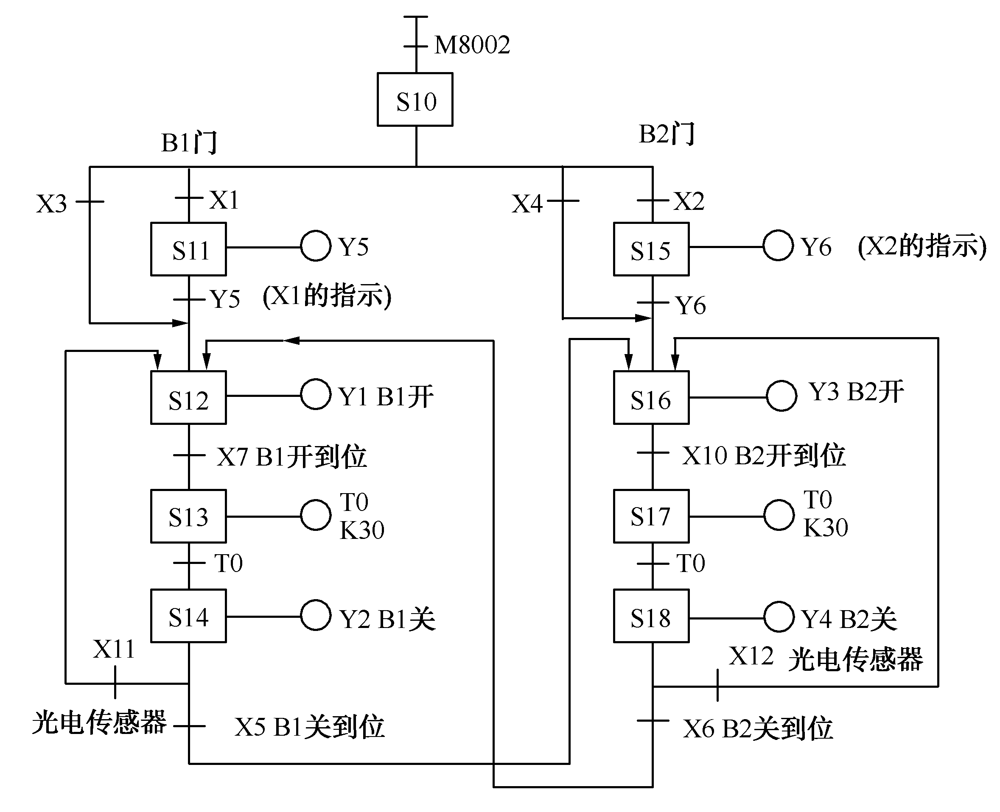 M8002
S10
B1门
B2门
X3
X1
X4
X2
S11
Y5
S15
Y6 (X2的指示)
Y5 (X1的指示)
Y6
S12
Y1 B1开
S16
Y3 B2开
X7 B1开到位
X10 B2开到位
S13
T0
K30
S17
T0
K30
T0
T0
S14
Y2 B1关
S18
Y4 B2关
X11
光电传感器
X12 光电传感器
X5 B1关到位
X6 B2关到位